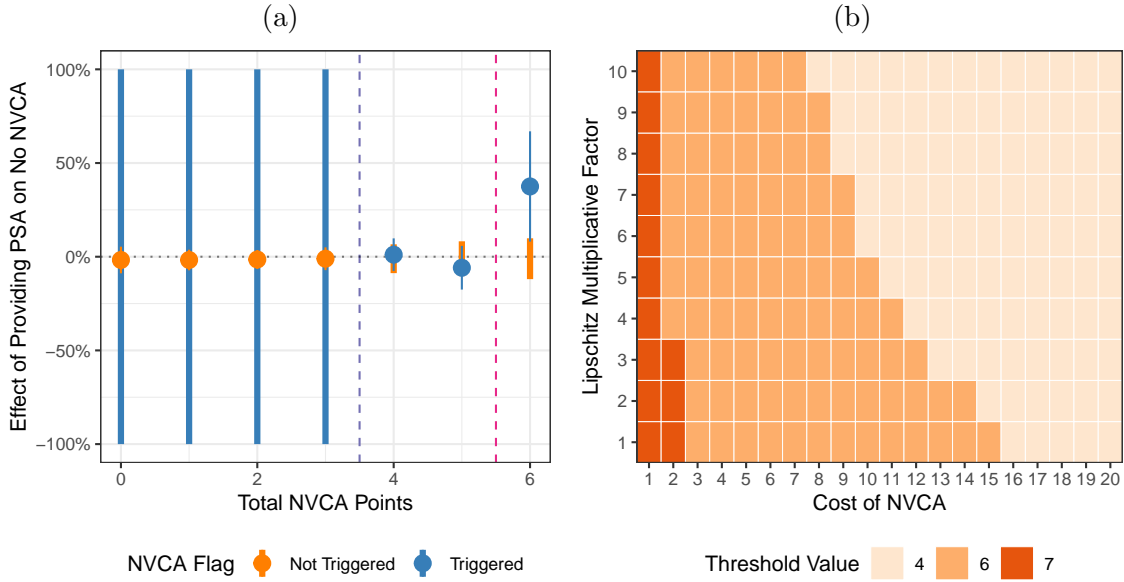 (a)
Effect of Providing PSA on No NVCA
100%
50%
0%
−50%
−100%
0
2
4
6
Total NVCA Points
NVCA Flag
Not Triggered
Triggered
(b)
Lipschitz Multiplicative Factor
10
9
8
7
6
5
4
3
2
1
1 2 3 4 5 6 7 8 9 10 11 12 13 14 15 16 17 18 19 20
Cost of NVCA
Threshold Value
4
6
7